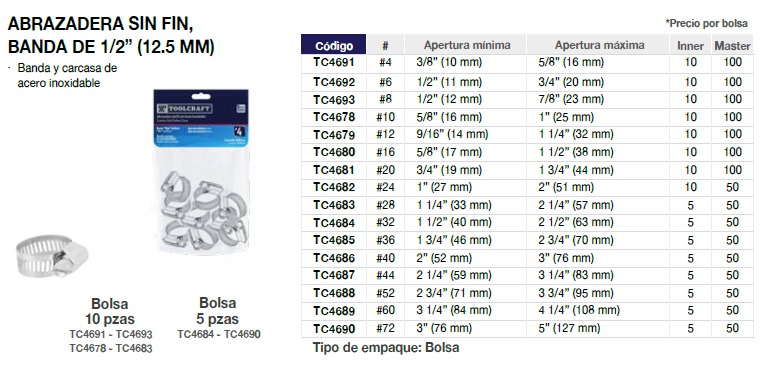 ABRAZADERA SIN FIN,
BANDA DE 1/2” (12.5 MM)
· Banda y carcasa de
acero inoxidable
TOOLCRAFT
#4
Bolsa
10 pzas
TC4691 - TC4693
TC4678 - TC4683
Bolsa
5 pzas
TC4684 - TC4690
*Precio por bolsa
Código # Apertura mínima Apertura máxima Inner Master
TC4691 #4 3/8” (10 mm) 5/8” (16 mm) 10 100
TC4692 #6 1/2” (11 mm) 3/4” (20 mm) 10 100
TC4693 #8 1/2” (12 mm) 7/8” (23 mm) 10 100
TC4678 #10 5/8” (16 mm) 1” (25 mm) 10 100
TC4679 #12 9/16” (14 mm) 1 1/4” (32 mm) 10 100
TC4680 #16 5/8” (17 mm) 1 1/2” (38 mm) 10 100
TC4681 #20 3/4” (19 mm) 1 3/4” (44 mm) 10 100
TC4682 #24 1” (27 mm) 2” (51 mm) 10 50
TC4683 #28 1 1/4” (33 mm) 2 1/4” (57 mm) 5 50
TC4684 #32 1 1/2” (40 mm) 2 1/2” (63 mm) 5 50
TC4685 #36 1 3/4” (46 mm) 2 3/4” (70 mm) 5 50
TC4686 #40 2” (52 mm) 3” (76 mm) 5 50
TC4687 #44 2 1/4” (59 mm) 3 1/4” (83 mm) 5 50
TC4688 #52 2 3/4” (71 mm) 3 3/4” (95 mm) 5 50
TC4689 #60 3 1/4” (84 mm) 4 1/4” (108 mm) 5 50
TC4690 #72 3” (76 mm) 5” (127 mm) 5 50
Tipo de empaque: Bolsa